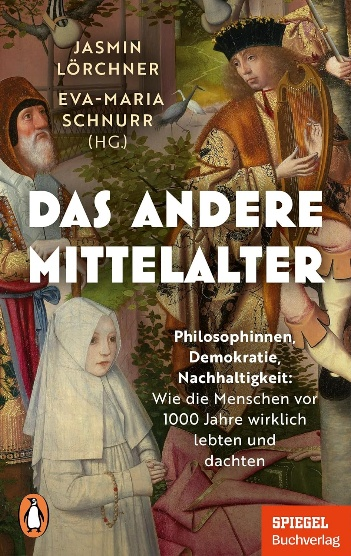 JASMIN
LÖRCHNER
EVA-MARIA
SCHNURR
(HG.)
DAS ANDERE
MITTELALTER
Philosophinnen,
Demokratie,
Nachhaltigkeit:
Wie die Menschen vor
1000 Jahre wirklich
lebten und
dachten
SPIEGEL
Buchverlag